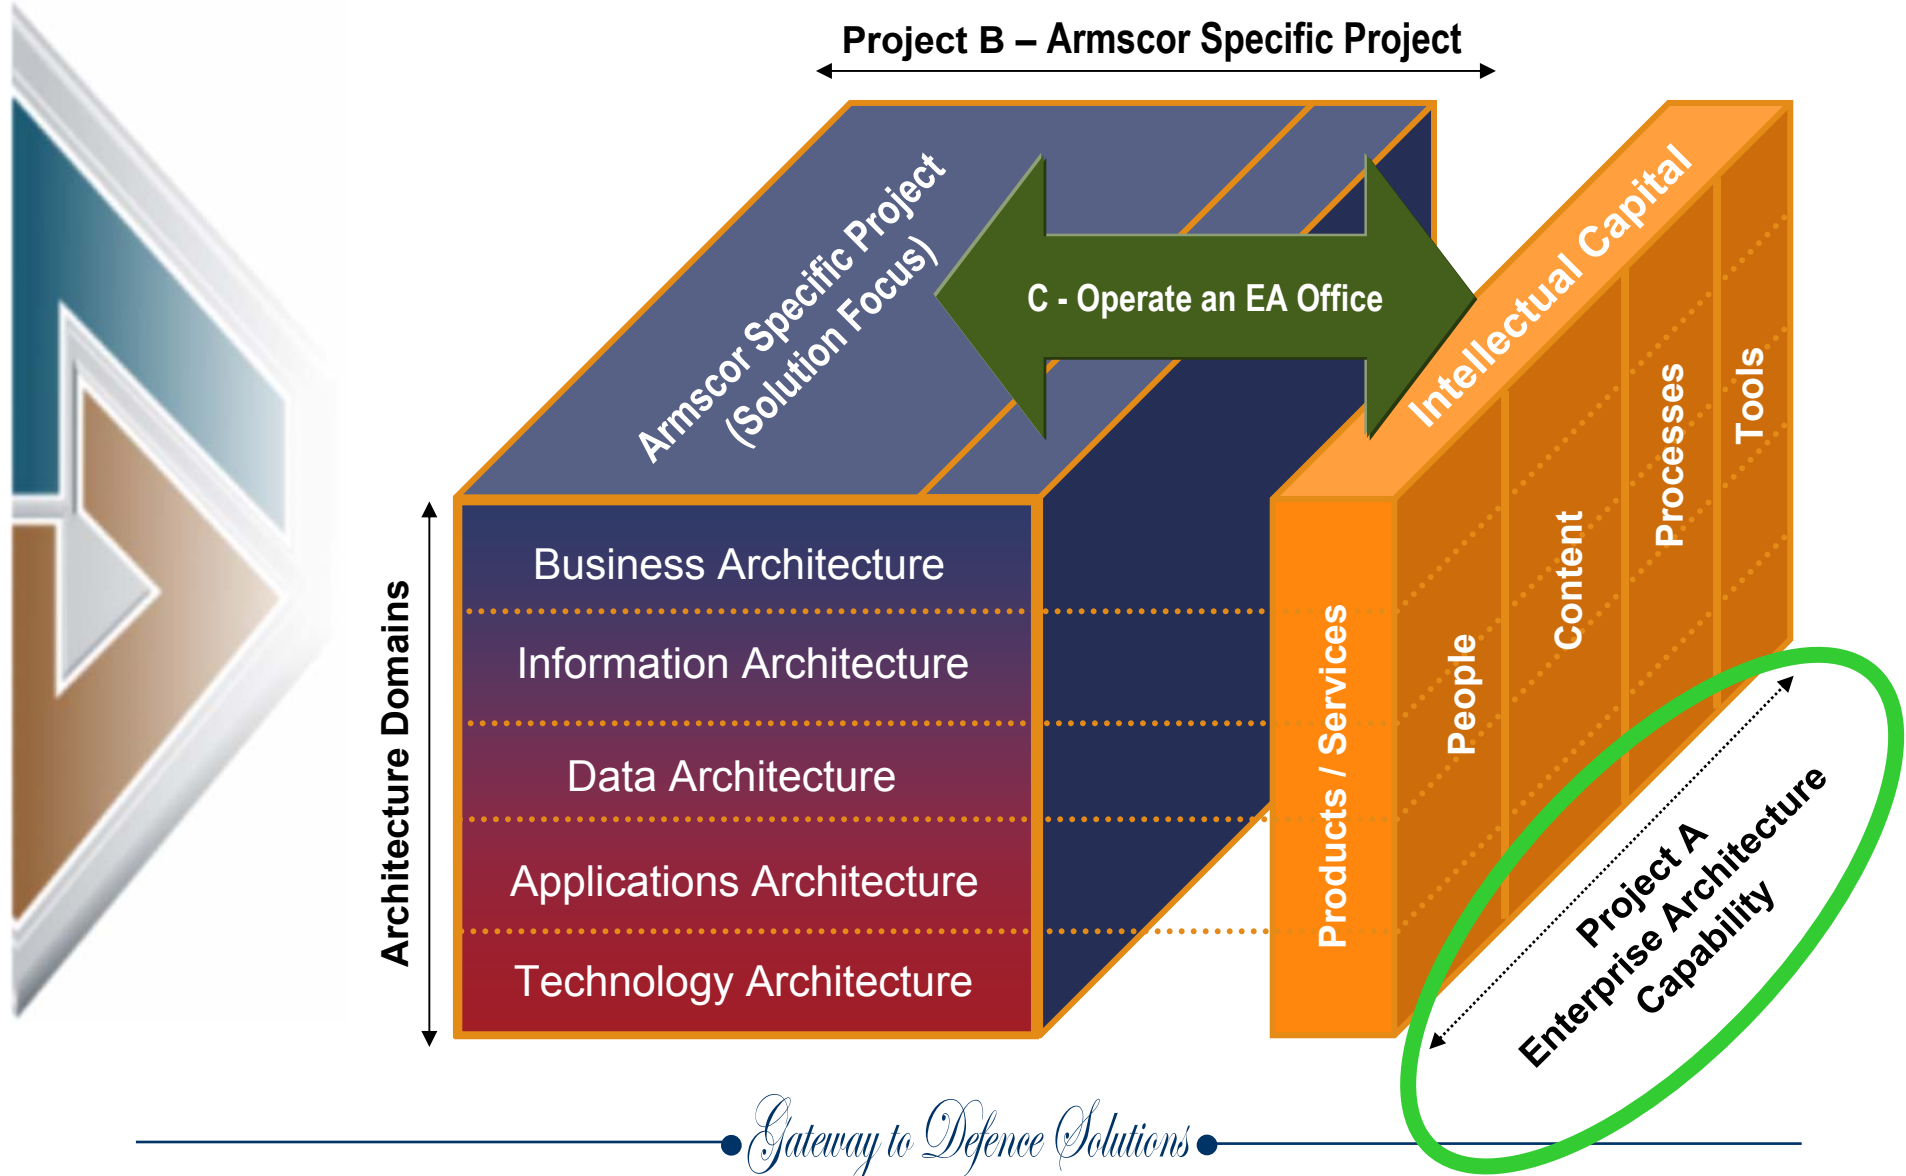 Project B – Armscor Specific Project
Armscor Specific Project
(Solution Focus)
C - Operate an EA Office
Intellectual Capital
Architecture Domains
Business Architecture
Information Architecture
Data Architecture
Applications Architecture
Technology Architecture
Products / Services
People
Content
Processes
Tools
Project A
Enterprise Architecture
Capability
Gateway to Defence Solutions